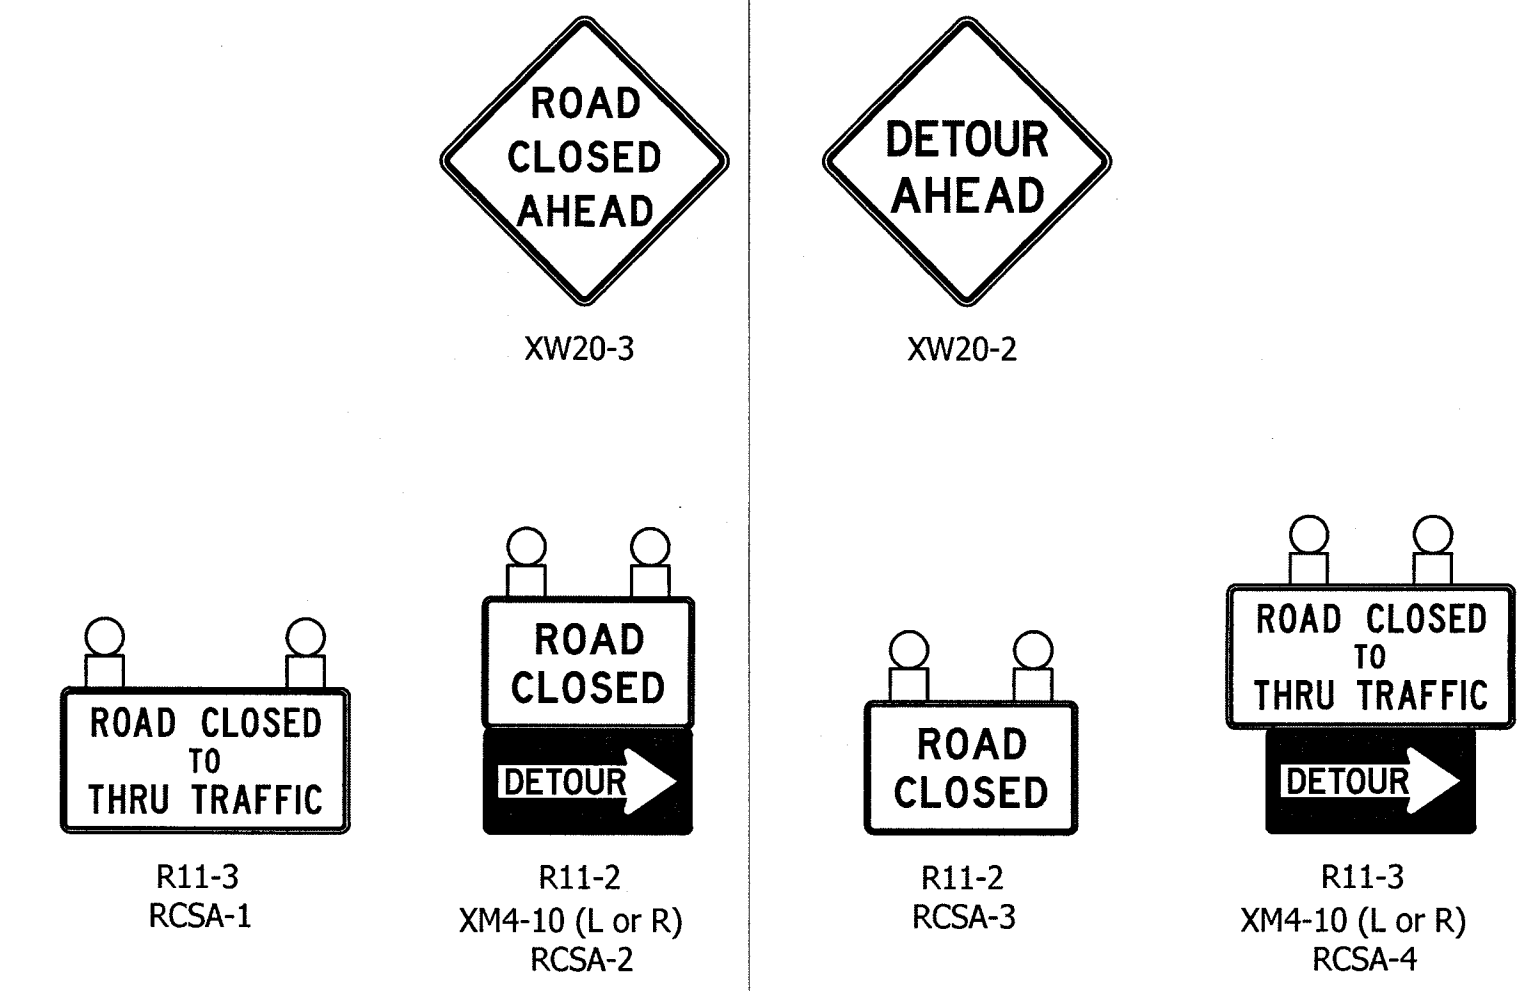 ROAD
CLOSED
AHEAD
XW20-3
DETOUR
AHEAD
XW20-2
ROAD CLOSED
TO
THRU TRAFFIC
R11-3
RCSA-1
ROAD
CLOSED
DETOUR
R11-2
XM4-10 (L or R)
RCSA-2
ROAD
CLOSED
R11-2
RCSA-3
ROAD CLOSED
TO
THRU TRAFFIC
DETOUR
R11-3
XM4-10 (L or R)
RCSA-4